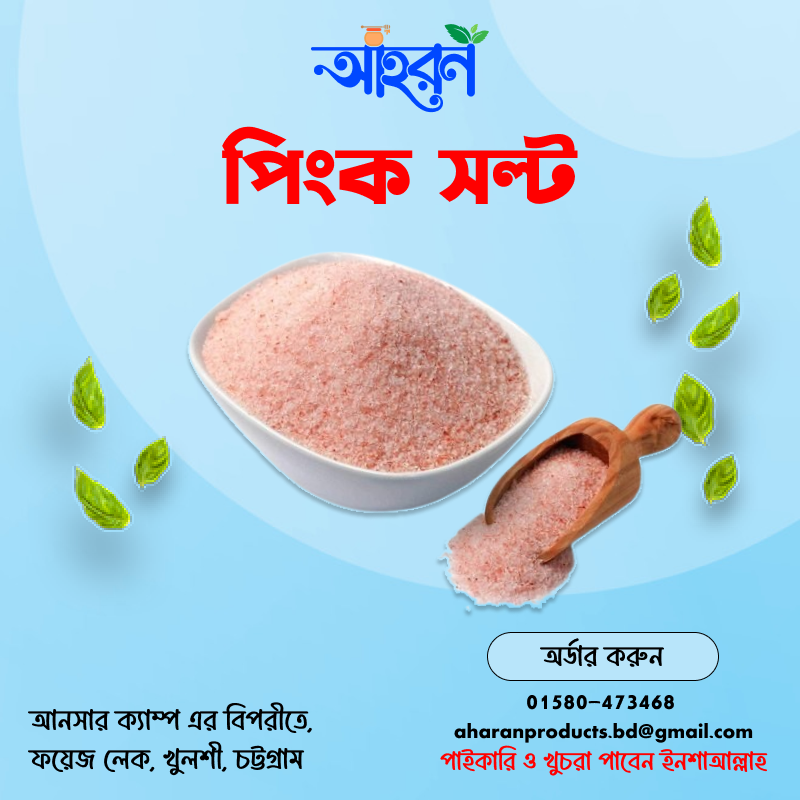 আহরন
পিংক সল্ট
অর্ডার করুন
01580-473468
aharanproducts.bd@gmail.com
পাইকারি ও খুচরা পাবেন ইনশাআল্লাহ
আনসার ক্যাম্প এর বিপরীতে,
ফয়েজ লেক, খুলশী, চট্টগ্রাম